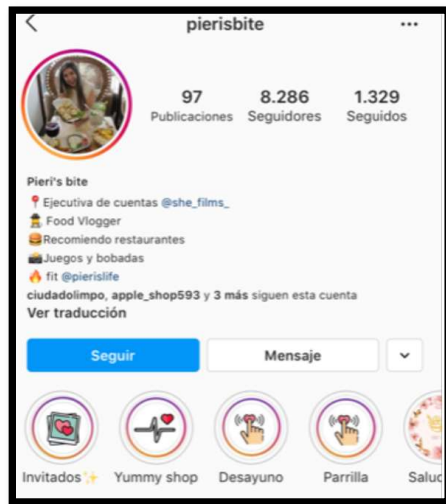 pierisbite
97 8.286 1.329
Publicaciones Seguidores Seguidos
Pieri's bite
Ejecutiva de cuentas @she_films_
Food Vlogger
Recomiendo restaurantes
Juegos y bobadas
fit @pierislife
ciudadolimpo, apple_shop593 y 3 más siguen esta cuenta
Ver traducción
Seguir Mensaje
Invitados✨ Yummy shop Desayuno Parrilla Saluc